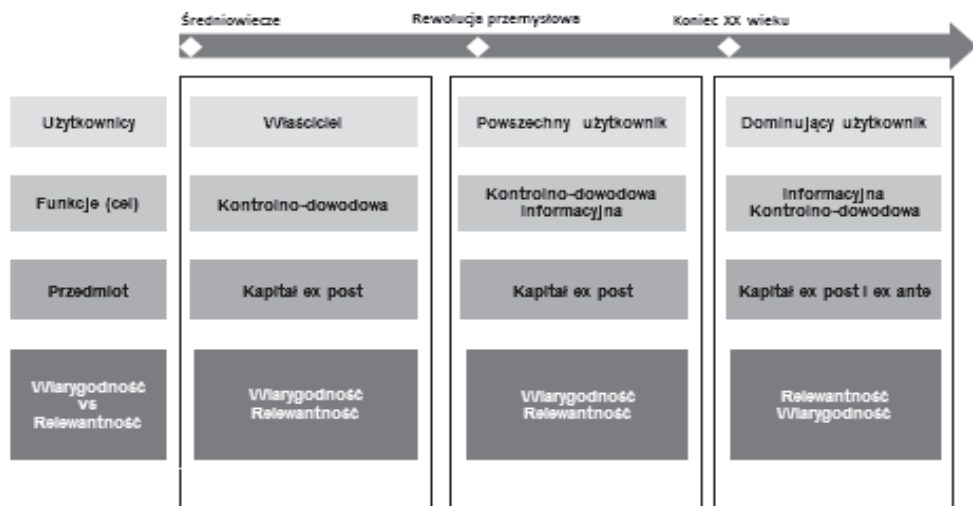 Średniowiecze
Rewolucja przemysłowa
Koniec XX wieku
Użytkownicy
Właściciel
Powszechny użytkownik
Dominujący użytkownik
Funkcje (cel)
Kontrolno-dowodowa
Kontrolno-dowodowa
Informacyjna
Informacyjna
Kontrolno-dowodowa
Przedmiot
Kapitał ex post
Kapitał ex post
Kapitał ex post i ex ante
Wiarygodność
vs
Relewantność
Wiarygodność
Relewantność
Wiarygodność
Relewantność
Relewantność
Wiarygodność